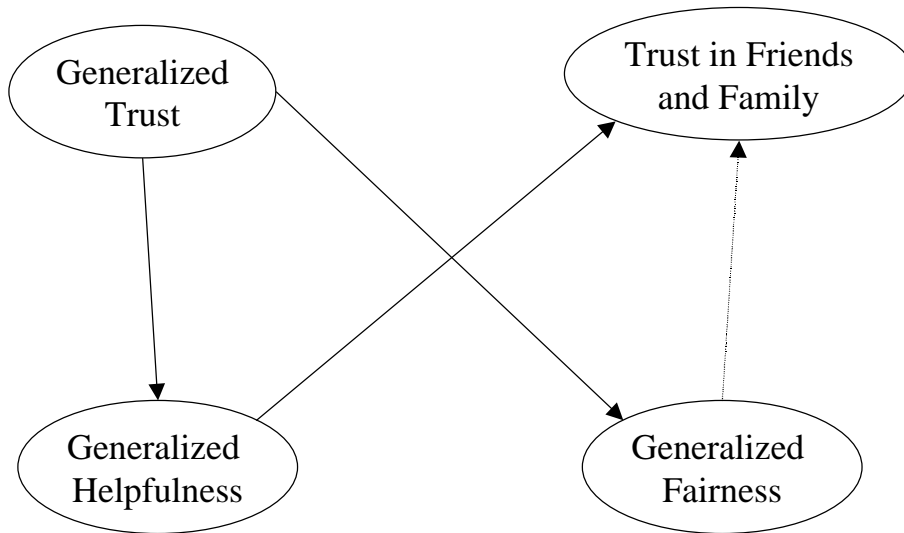 Generalized
Trust
Trust in Friends
and Family
Generalized
Helpfulness
Generalized
Fairness